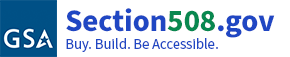 GSA
Section508.gov
Buy. Build. Be Accessible.